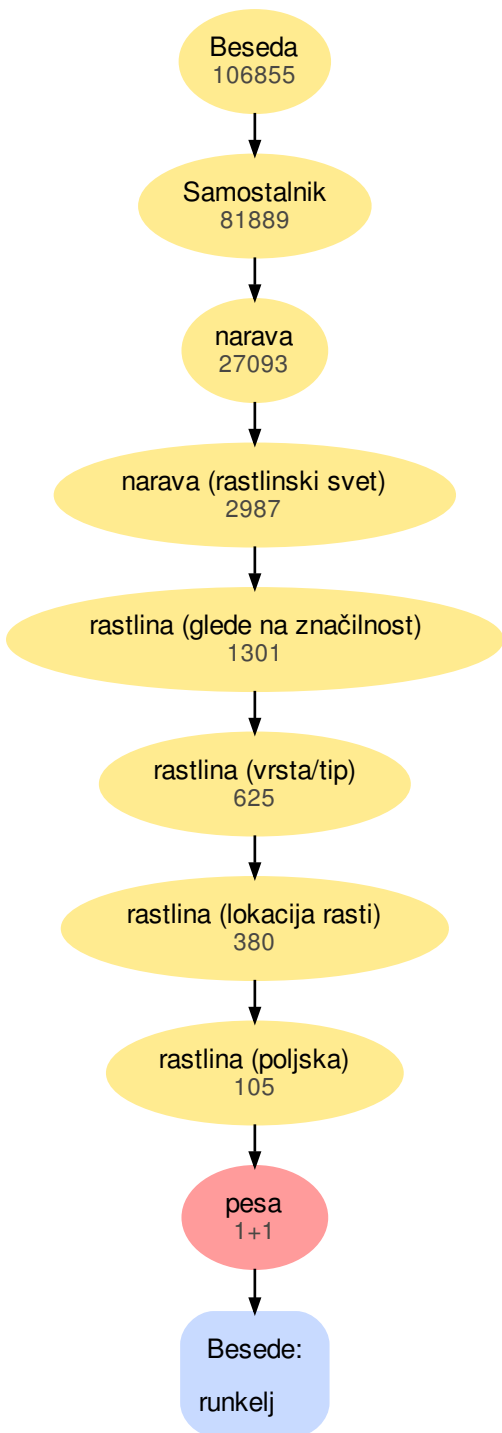 Beseda
106855
Samostalnik
81889
narava
27093
narava (rastlinski svet)
2987
rastlina (glede na značilnost)
1301
rastlina (vrsta/tip)
625
rastlina (lokacija rasti)
380
rastlina (poljska)
105
pesa
1+1
Besede:
runkelj